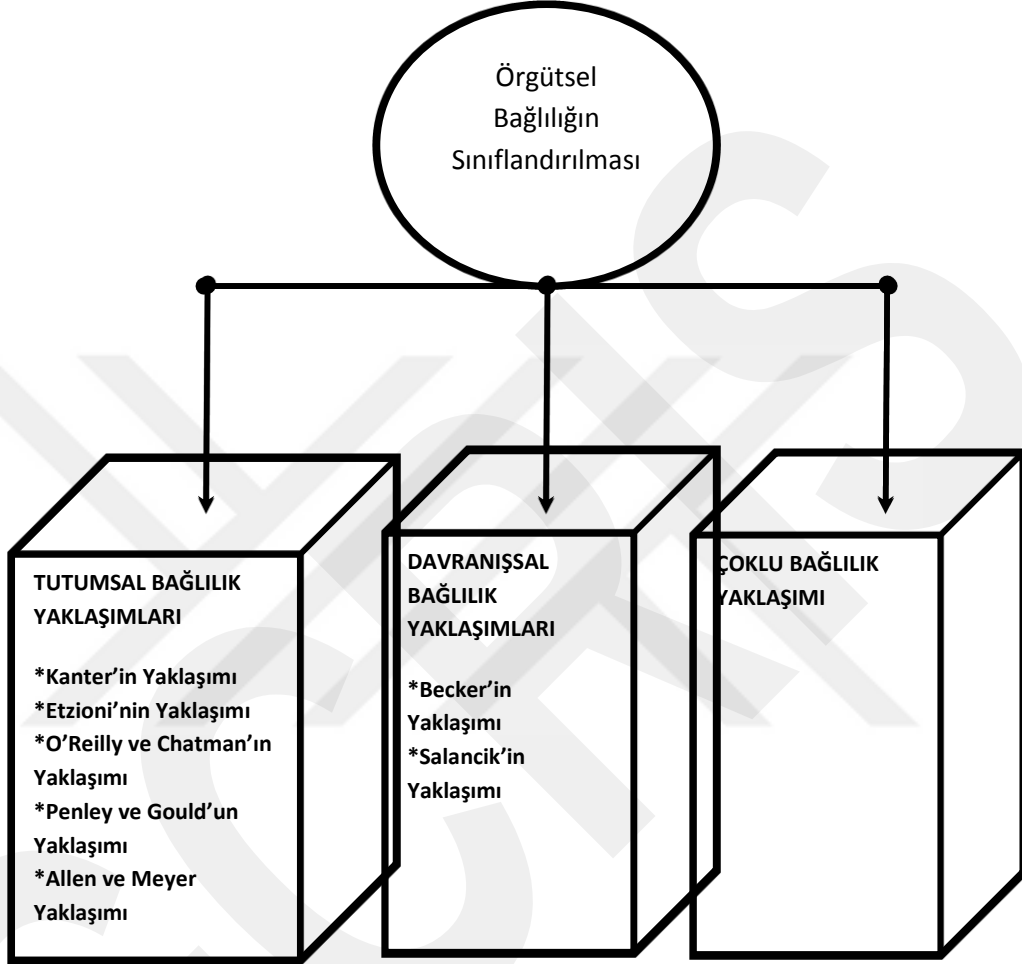 Örgütsel
Bağlılığın
Sınıflandırılması
TUTUMSAL BAĞLILIK
YAKLAŞIMLARI
*Kanter’in Yaklaşımı
*Etzioni’nin Yaklaşımı
*O’Reilly ve Chatman’ın
Yaklaşımı
*Penley ve Gould’un
Yaklaşımı
*Allen ve Meyer
Yaklaşımı
DAVRANIŞSAL
BAĞLILIK
YAKLAŞIMLARI
*Becker’in
Yaklaşımı
*Salancik’in
Yaklaşımı
ÇOKLU BAĞLILIK
YAKLAŞIMI